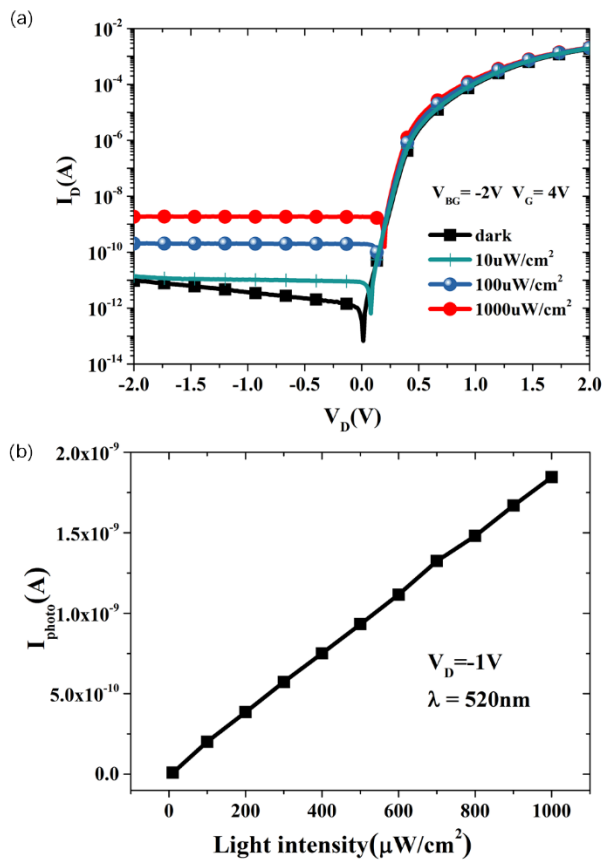 (a)
10⁻²
10⁻⁴
10⁻⁶
10⁻⁸
10⁻¹⁰
10⁻¹²
10⁻¹⁴
I_D(A)
V_BG= -2V V_G= 4V
dark
10uW/cm²
100uW/cm²
1000uW/cm²
-2.0 -1.5 -1.0 -0.5 0.0 0.5 1.0 1.5 2.0
V_D(V)
(b)
2.0x10⁻⁹
1.5x10⁻⁹
1.0x10⁻⁹
5.0x10⁻¹⁰
0.0
I_photo(A)
V_D=-1V
λ = 520nm
0 200 400 600 800 1000
Light intensity(μW/cm²)